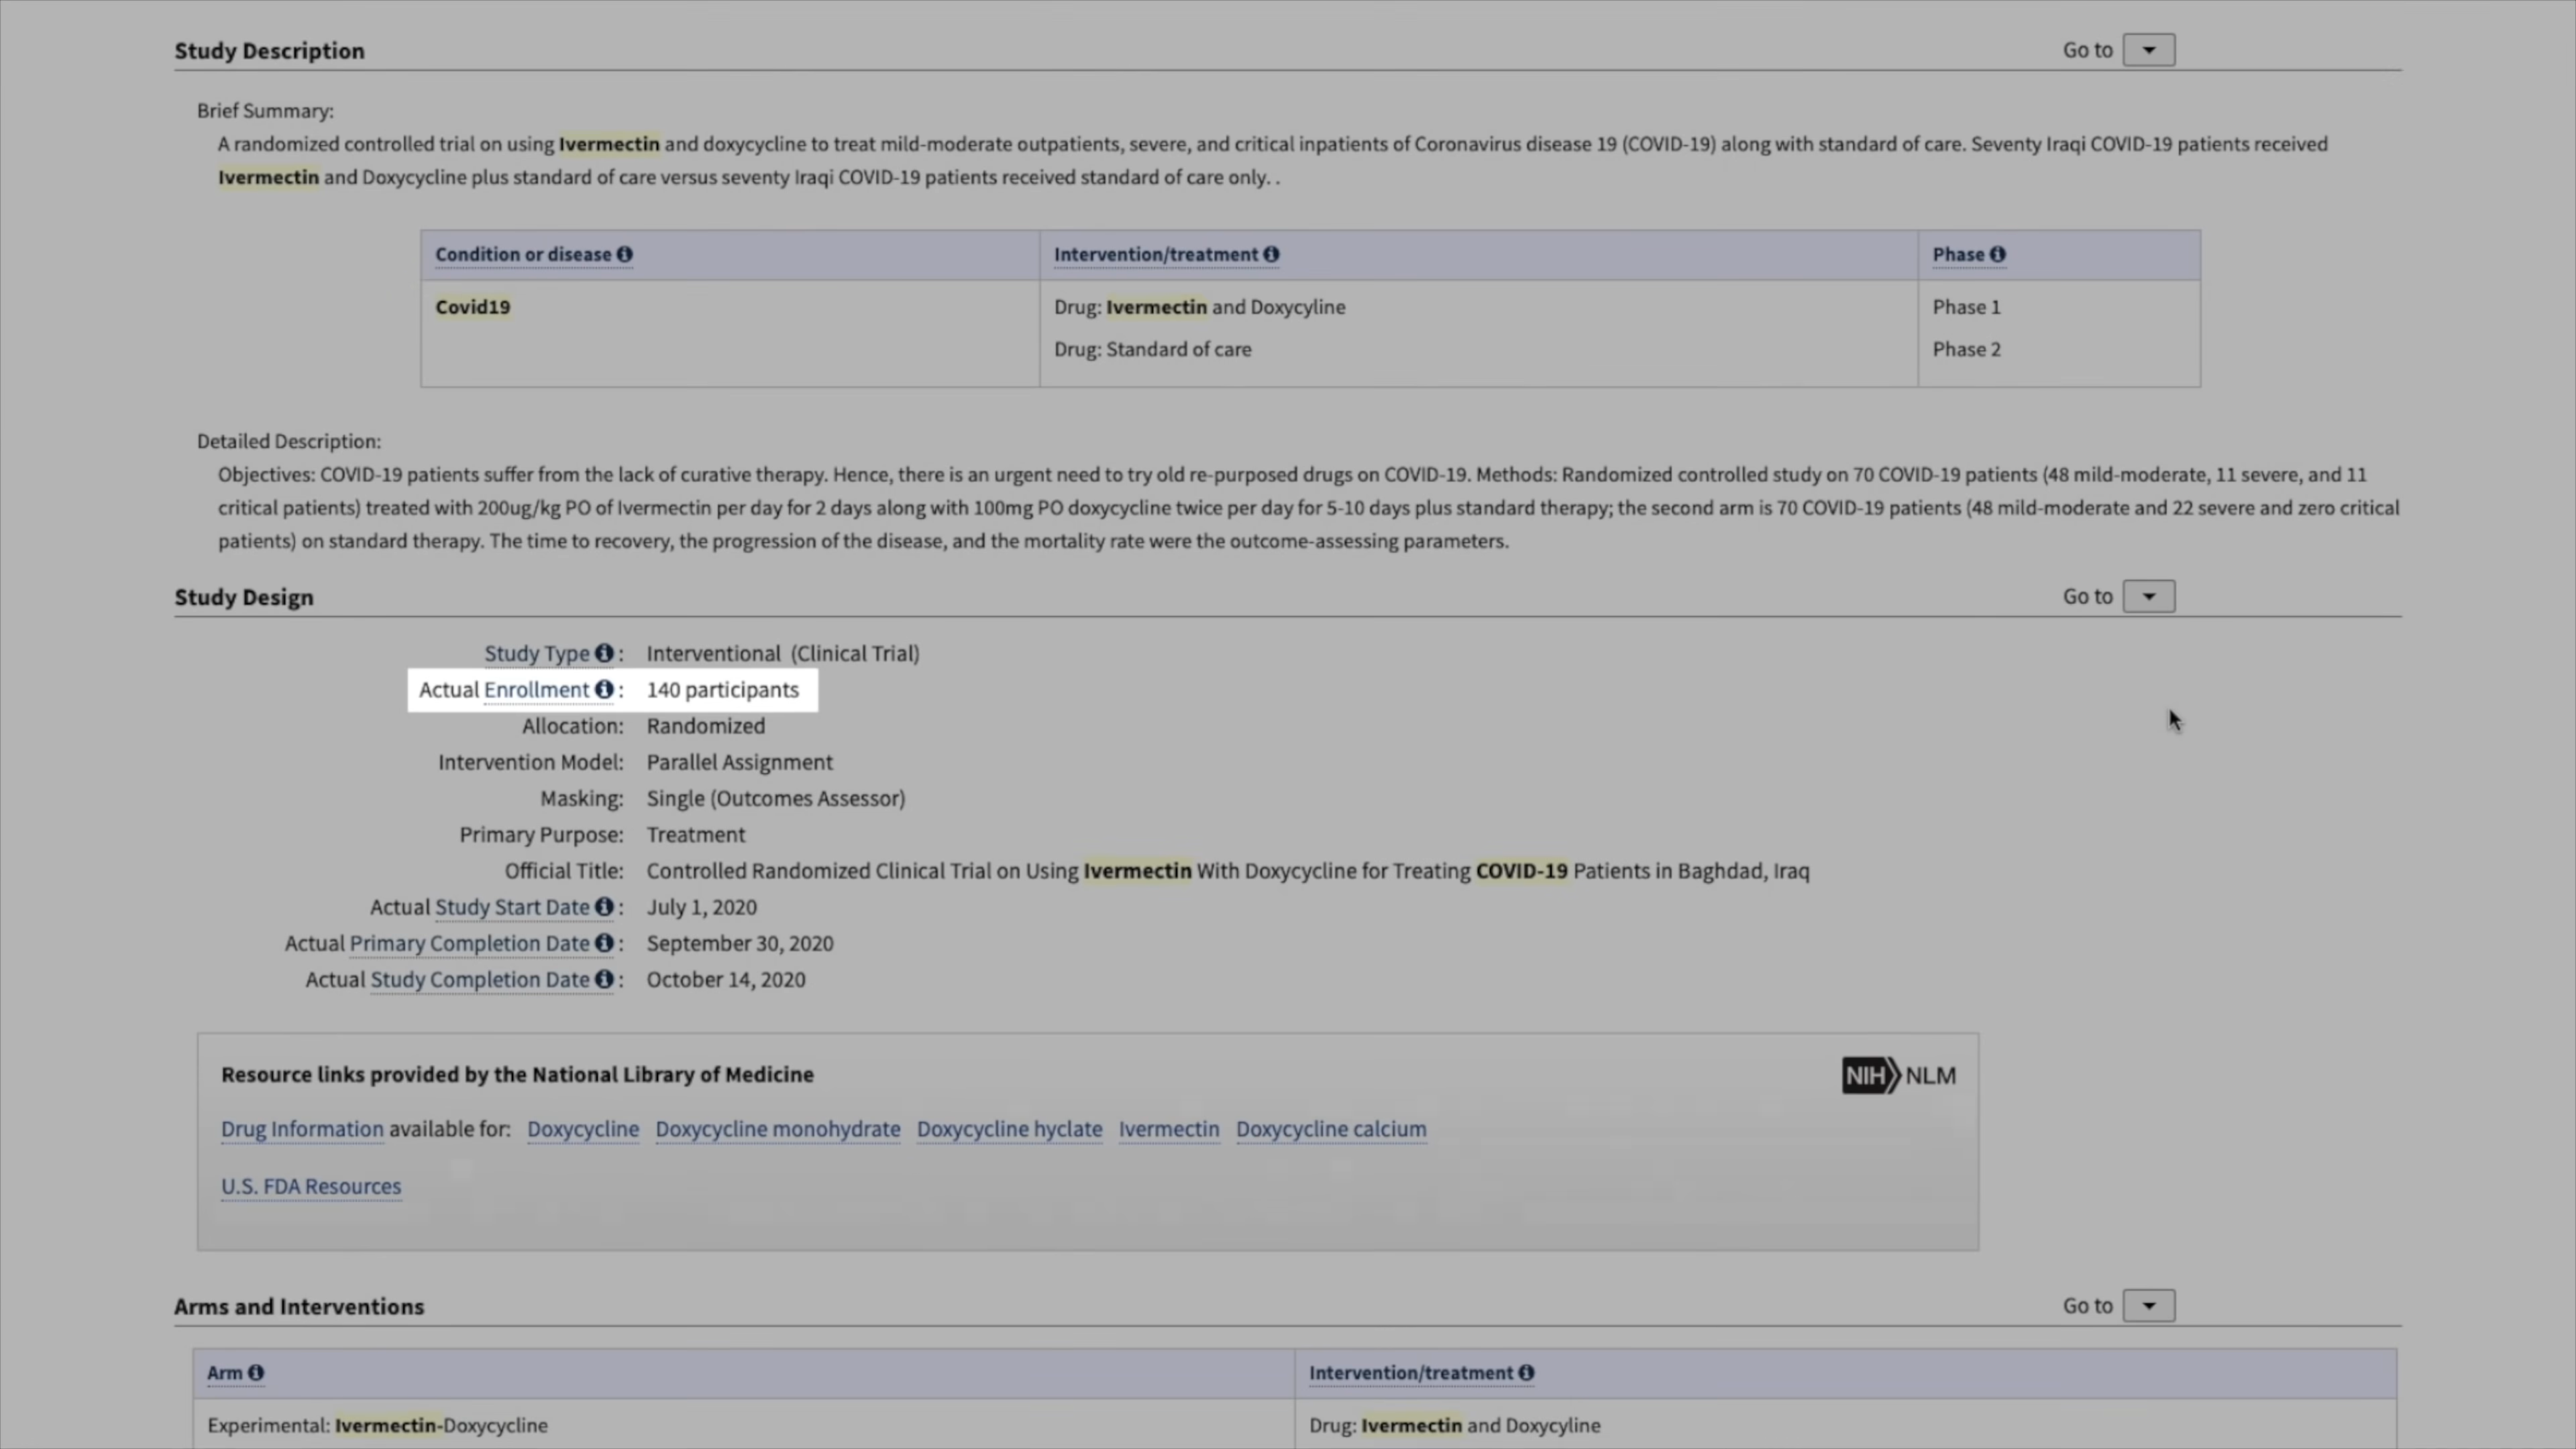 Study Description
Go to
Brief Summary:
A randomized controlled trial on using Ivermectin and doxycycline to treat mild-moderate outpatients, severe, and critical inpatients of Coronavirus disease 19 (COVID-19) along with standard of care. Seventy Iraqi COVID-19 patients received
Ivermectin and Doxycycline plus standard of care versus seventy Iraqi COVID-19 patients received standard of care only. .
Condition or disease Intervention/treatment Phase
Covid19 Drug: Ivermectin and Doxycyline Phase 1
Drug: Standard of care Phase 2
Detailed Description:
Objectives: COVID-19 patients suffer from the lack of curative therapy. Hence, there is an urgent need to try old re-purposed drugs on COVID-19. Methods: Randomized controlled study on 70 COVID-19 patients (48 mild-moderate, 11 severe, and 11
critical patients) treated with 200ug/kg PO of Ivermectin per day for 2 days along with 100mg PO doxycycline twice per day for 5-10 days plus standard therapy; the second arm is 70 COVID-19 patients (48 mild-moderate and 22 severe and zero critical
patients) on standard therapy. The time to recovery, the progression of the disease, and the mortality rate were the outcome-assessing parameters.
Study Design
Go to
Study Type : Interventional (Clinical Trial)
Actual Enrollment : 140 participants
Allocation: Randomized
Intervention Model: Parallel Assignment
Masking: Single (Outcomes Assessor)
Primary Purpose: Treatment
Official Title: Controlled Randomized Clinical Trial on Using Ivermectin With Doxycycline for Treating COVID-19 Patients in Baghdad, Iraq
Actual Study Start Date : July 1, 2020
Actual Primary Completion Date : September 30, 2020
Actual Study Completion Date : October 14, 2020
Resource links provided by the National Library of Medicine
NIH NLM
Drug Information available for: Doxycycline Doxycycline monohydrate Doxycycline hyclate Ivermectin Doxycycline calcium
U.S. FDA Resources
Arms and Interventions
Go to
Arm Intervention/treatment
Experimental: Ivermectin-Doxycycline Drug: Ivermectin and Doxycyline